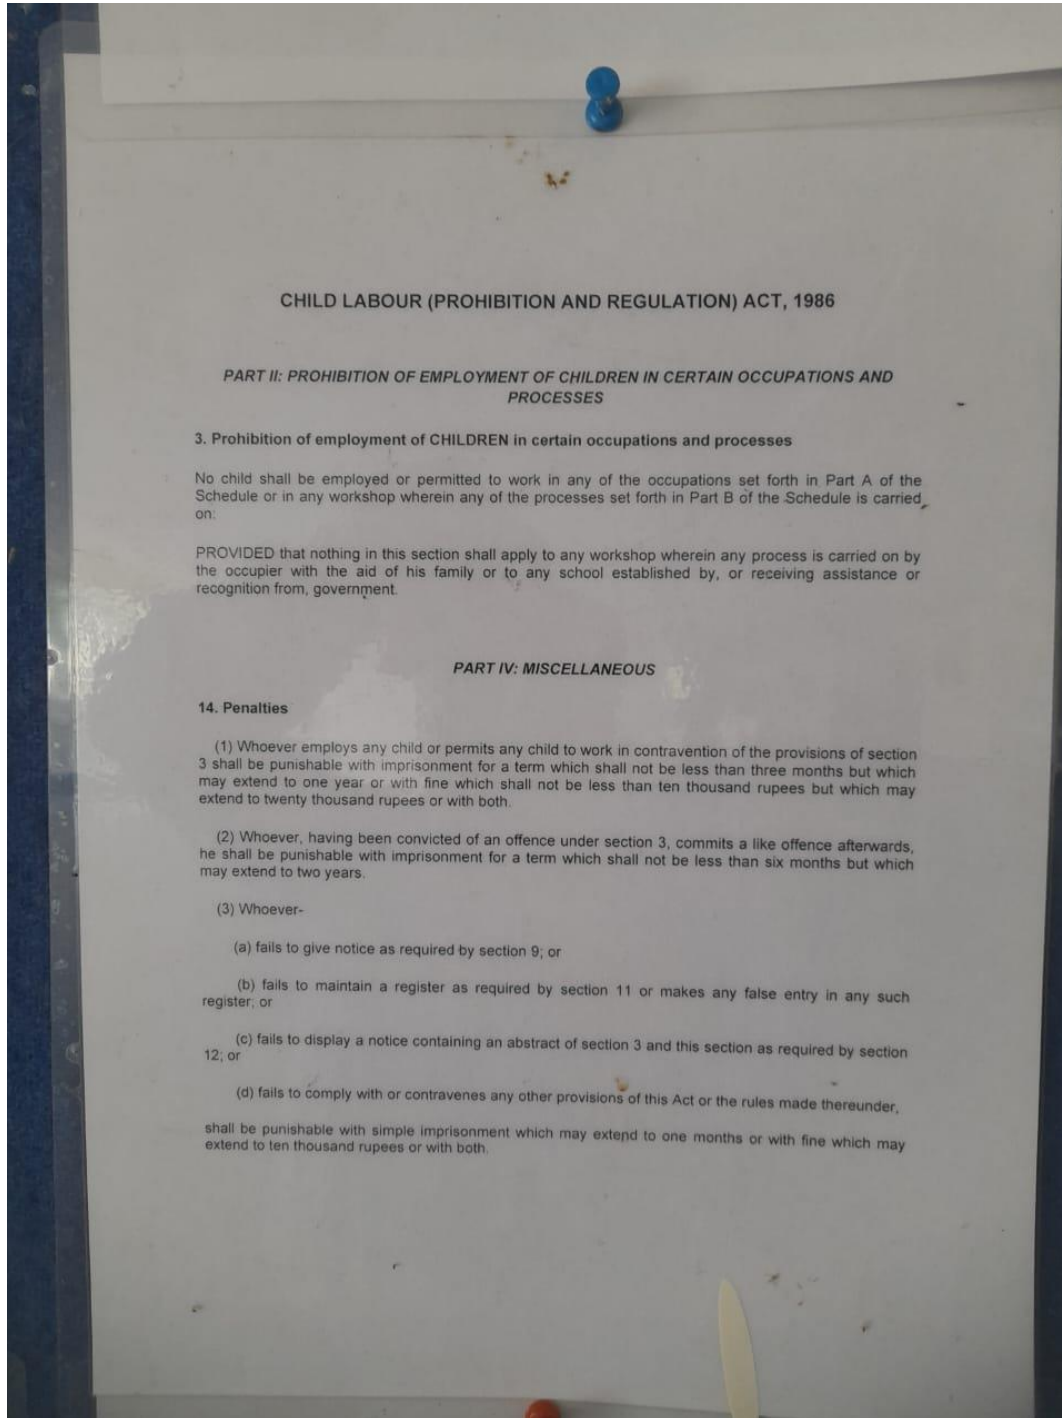 CHILD LABOUR (PROHIBITION AND REGULATION) ACT, 1986
PART II: PROHIBITION OF EMPLOYMENT OF CHILDREN IN CERTAIN OCCUPATIONS AND
PROCESSES
3. Prohibition of employment of CHILDREN in certain occupations and processes
No child shall be employed or permitted to work in any of the occupations set forth in Part A of the
Schedule or in any workshop wherein any of the processes set forth in Part B of the Schedule is carried
on:
PROVIDED that nothing in this section shall apply to any workshop wherein any process is carried on by
the occupier with the aid of his family or to any school established by, or receiving assistance or
recognition from, government.
PART IV: MISCELLANEOUS
14. Penalties
(1) Whoever employs any child or permits any child to work in contravention of the provisions of section
3 shall be punishable with imprisonment for a term which shall not be less than three months but which
may extend to one year or with fine which shall not be less than ten thousand rupees but which may
extend to twenty thousand rupees or with both.
(2) Whoever, having been convicted of an offence under section 3, commits a like offence afterwards,
he shall be punishable with imprisonment for a term which shall not be less than six months but which
may extend to two years.
(3) Whoever-
(a) fails to give notice as required by section 9; or
(b) fails to maintain a register as required by section 11 or makes any false entry in any such
register; or
(c) fails to display a notice containing an abstract of section 3 and this section as required by section
12; or
(d) fails to comply with or contravenes any other provisions of this Act or the rules made thereunder,
shall be punishable with simple imprisonment which may extend to one months or with fine which may
extend to ten thousand rupees or with both.